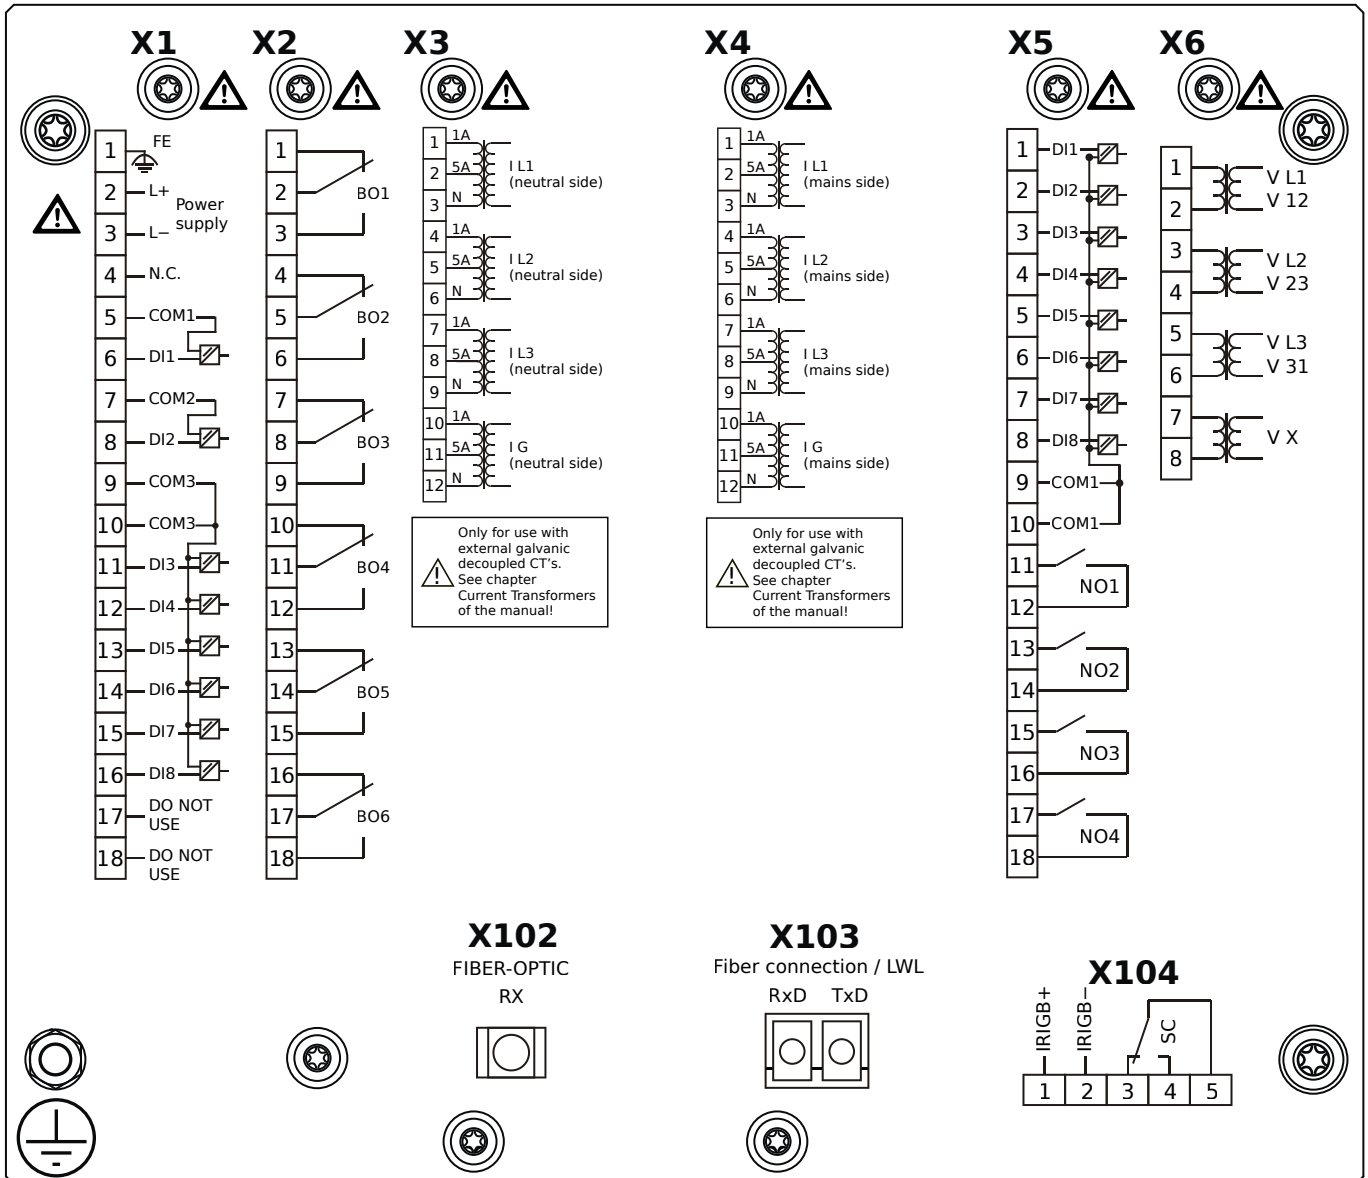 X1
X2
X3
X4
X5
X6
1
FE
2
L+
Power
supply
3
L−
4
N.C.
5
COM1
6
DI1
7
COM2
8
DI2
9
COM3
10
COM3
11
DI3
12
DI4
13
DI5
14
DI6
15
DI7
16
DI8
17
DO NOT
USE
18
DO NOT
USE
1
2
BO1
3
4
5
BO2
6
7
8
BO3
9
10
11
BO4
12
13
14
BO5
15
16
17
BO6
18
1
1A
2
5A
3
N
I L1
(neutral side)
4
1A
5
5A
6
N
I L2
(neutral side)
7
1A
8
5A
9
N
I L3
(neutral side)
10
1A
11
5A
12
N
I G
(neutral side)
Only for use with
external galvanic
decoupled CT's.
See chapter
Current Transformers
of the manual!
1
1A
2
5A
3
N
I L1
(mains side)
4
1A
5
5A
6
N
I L2
(mains side)
7
1A
8
5A
9
N
I L3
(mains side)
10
1A
11
5A
12
N
I G
(mains side)
Only for use with
external galvanic
decoupled CT's.
See chapter
Current Transformers
of the manual!
1
DI1
2
DI2
3
DI3
4
DI4
5
DI5
6
DI6
7
DI7
8
DI8
9
COM1
10
COM1
11
NO1
12
13
NO2
14
15
NO3
16
17
NO4
18
1
V L1
2
V 12
3
V L2
4
V 23
5
V L3
6
V 31
7
V X
8
X102
FIBER-OPTIC
RX
X103
Fiber connection / LWL
RxD TxD
X104
IRIGB+
IRIGB−
SC
1 2 3 4 5